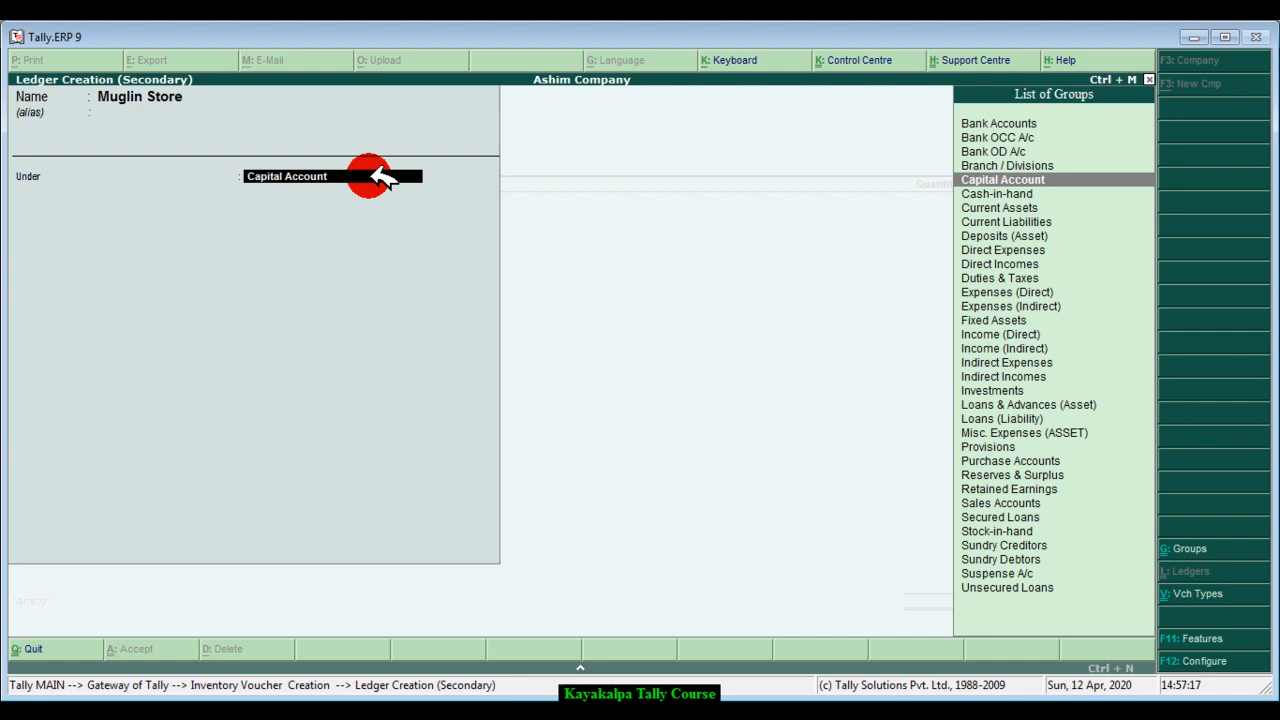 Tally.ERP 9
P: Print
E: Export
M: E-Mail
O: Upload
G: Language
K: Keyboard
K: Control Centre
H: Support Centre
H: Help
F3: Company
Ledger Creation (Secondary)
Ashim Company
Ctrl + M
F3: New Cmp
Name : Muglin Store
(alias) :
Under : Capital Account
List of Groups
Bank Accounts
Bank OCC A/c
Bank OD A/c
Branch / Divisions
Capital Account
Cash-in-hand
Current Assets
Current Liabilities
Deposits (Asset)
Direct Expenses
Direct Incomes
Duties & Taxes
Expenses (Direct)
Expenses (Indirect)
Fixed Assets
Income (Direct)
Income (Indirect)
Indirect Expenses
Indirect Incomes
Investments
Loans & Advances (Asset)
Loans (Liability)
Misc. Expenses (ASSET)
Provisions
Purchase Accounts
Reserves & Surplus
Retained Earnings
Sales Accounts
Secured Loans
Stock-in-hand
Sundry Creditors
Sundry Debtors
Suspense A/c
Unsecured Loans
G: Groups
L: Ledgers
V: Vch Types
F11: Features
F12: Configure
Narration :
Q: Quit
A: Accept
D: Delete
Ctrl + N
Tally MAIN --> Gateway of Tally --> Inventory Voucher Creation --> Ledger Creation (Secondary)
(c) Tally Solutions Pvt. Ltd., 1988-2009
Sun, 12 Apr, 2020
14:57:17
Kayakalpa Tally Course